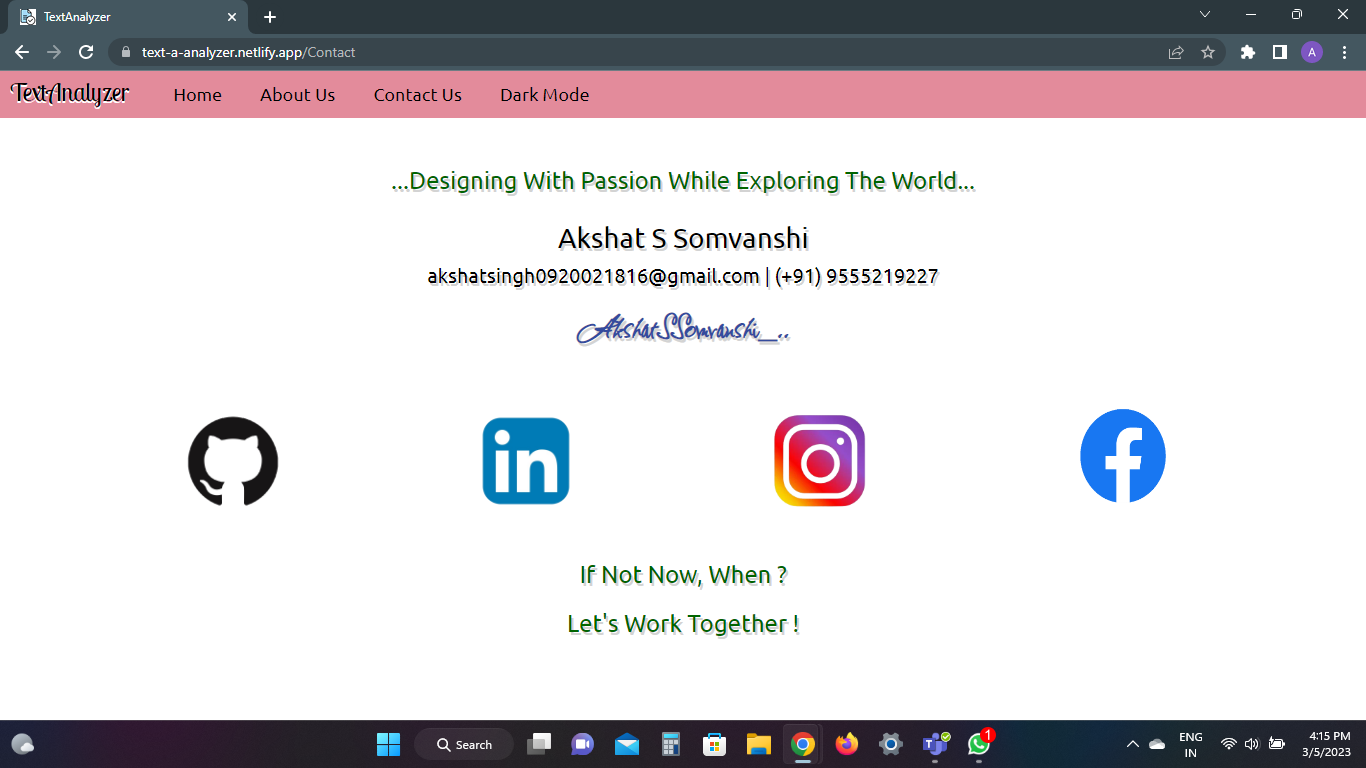 TextAnalyzer
text-a-analyzer.netlify.app/Contact
A
TextAnalyzer Home About Us Contact Us Dark Mode
...Designing With Passion While Exploring The World...
Akshat S Somvanshi
akshatsingh0920021816@gmail.com | (+91) 9555219227
AkshatSSomvanshi_..
in
If Not Now, When ?
Let's Work Together !
Search
1
ENG
IN
4:15 PM
3/5/2023